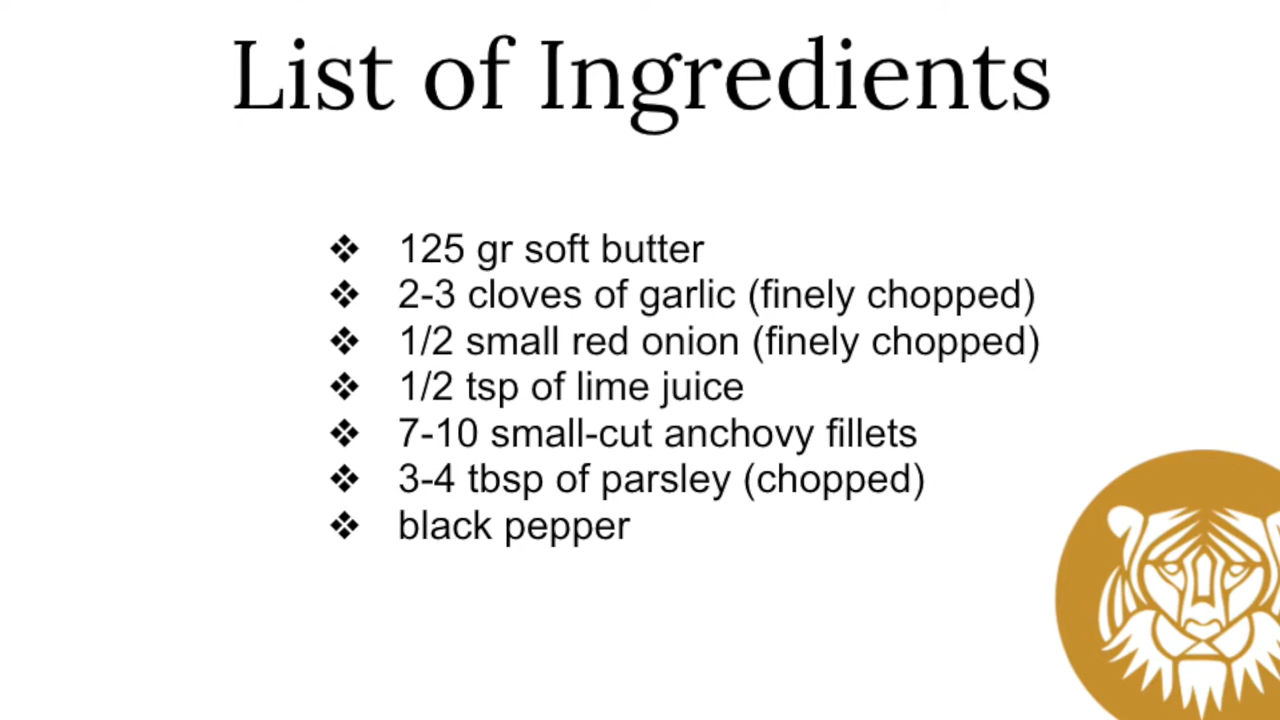 List of Ingredients
❖ 125 gr soft butter
❖ 2-3 cloves of garlic (finely chopped)
❖ 1/2 small red onion (finely chopped)
❖ 1/2 tsp of lime juice
❖ 7-10 small-cut anchovy fillets
❖ 3-4 tbsp of parsley (chopped)
❖ black pepper